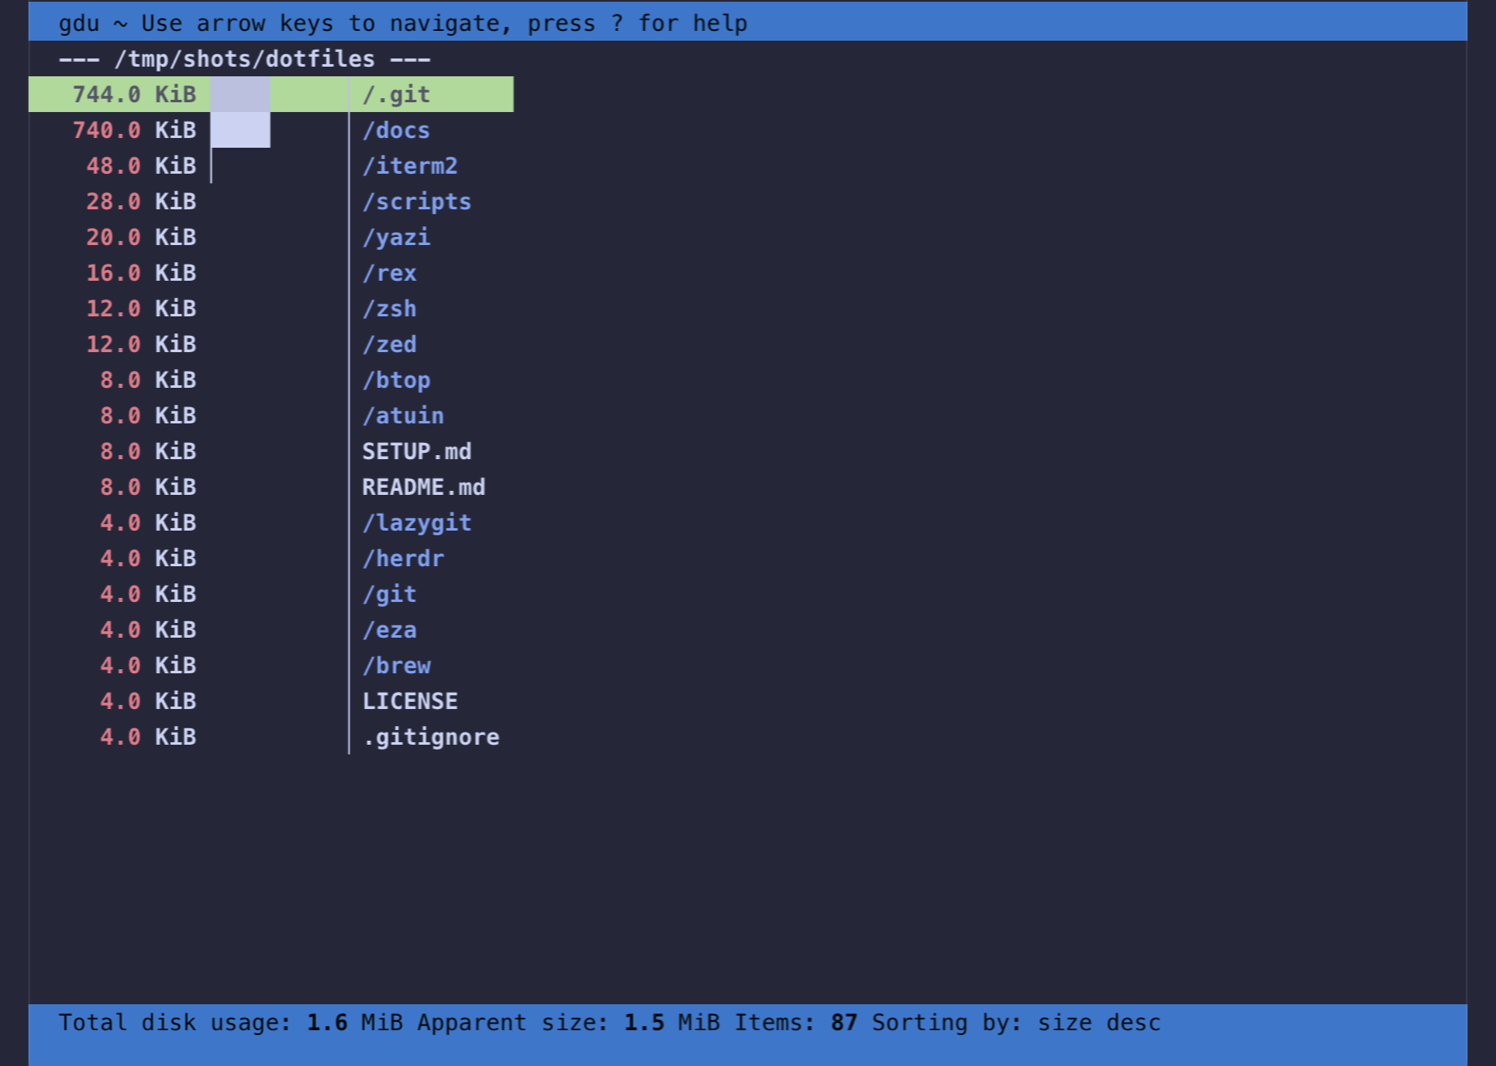 gdu ~ Use arrow keys to navigate, press ? for help
--- /tmp/shots/dotfiles ---
744.0 KiB /.git
740.0 KiB /docs
48.0 KiB /iterm2
28.0 KiB /scripts
20.0 KiB /yazi
16.0 KiB /rex
12.0 KiB /zsh
12.0 KiB /zed
8.0 KiB /btop
8.0 KiB /atuin
8.0 KiB SETUP.md
8.0 KiB README.md
4.0 KiB /lazygit
4.0 KiB /herdr
4.0 KiB /git
4.0 KiB /eza
4.0 KiB /brew
4.0 KiB LICENSE
4.0 KiB .gitignore
Total disk usage: 1.6 MiB Apparent size: 1.5 MiB Items: 87 Sorting by: size desc